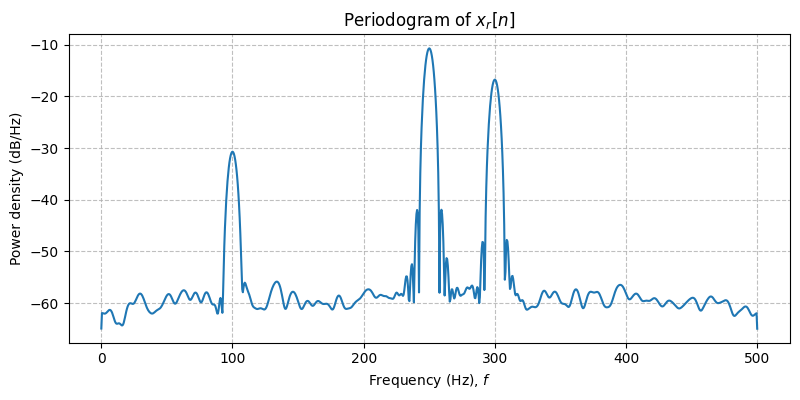 Periodogram of $x_r[n]$
−10
−20
−30
−40
−50
−60
Power density (dB/Hz)
0 100 200 300 400 500
Frequency (Hz), $f$